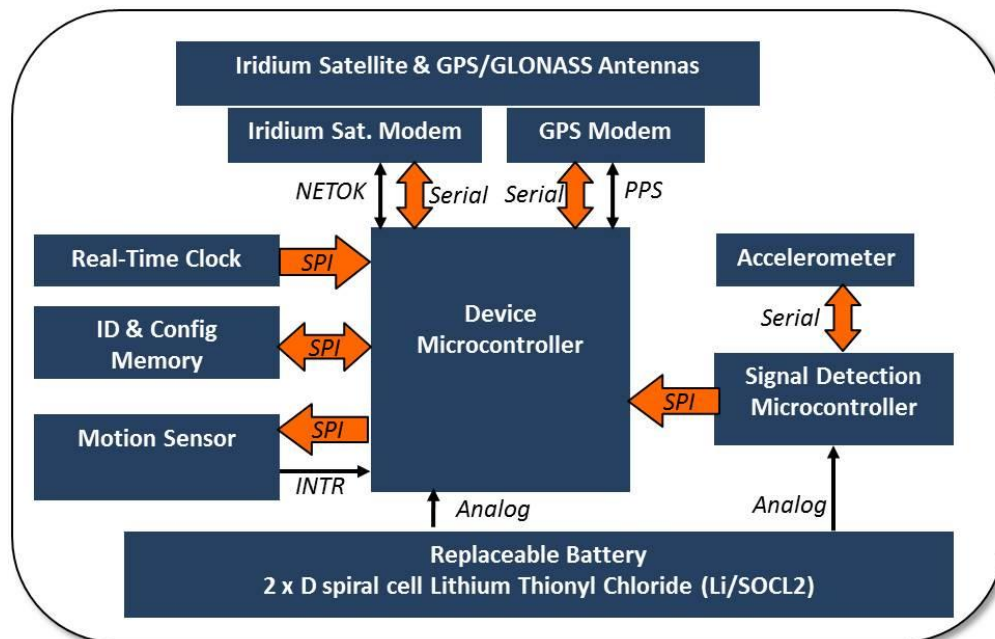 Iridium Satellite & GPS/GLONASS Antennas
Iridium Sat. Modem
GPS Modem
NETOK
Serial
Serial
PPS
Real-Time Clock
SPI
Accelerometer
ID & Config
Memory
SPI
Device
Microcontroller
Serial
Signal Detection
Microcontroller
SPI
Motion Sensor
SPI
INTR
Analog
Analog
Replaceable Battery
2 x D spiral cell Lithium Thionyl Chloride (Li/SOCL2)